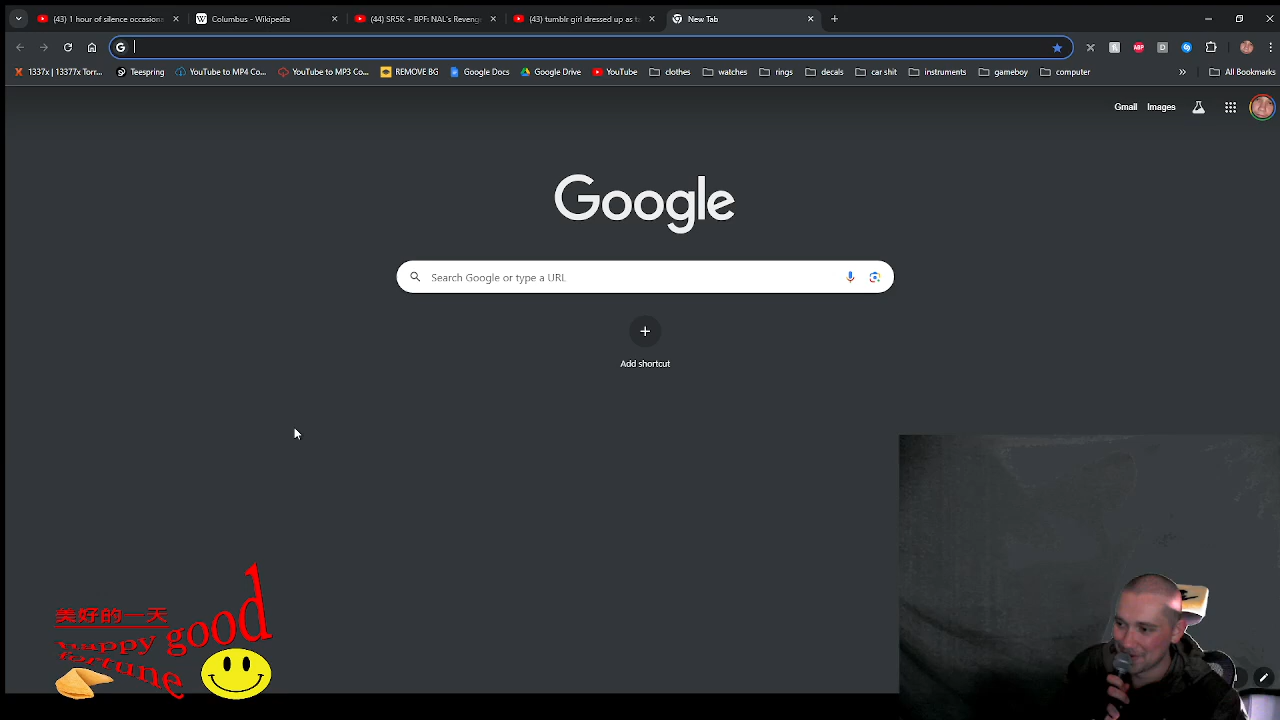 (43) 1 hour of silence occasion
Columbus - Wikipedia
(44) SR5K + BPF: NAL's Reveng
(43) tumblr girl dressed up as ta
New Tab
1337x | 13377x Torr...
Teespring
YouTube to MP4 Co...
YouTube to MP3 Co...
REMOVE BG
Google Docs
Google Drive
YouTube
clothes
watches
rings
decals
car shit
instruments
gameboy
computer
»
All Bookmarks
Gmail
Images
Google
Search Google or type a URL
Add shortcut
美好的一天
happy good
fortune